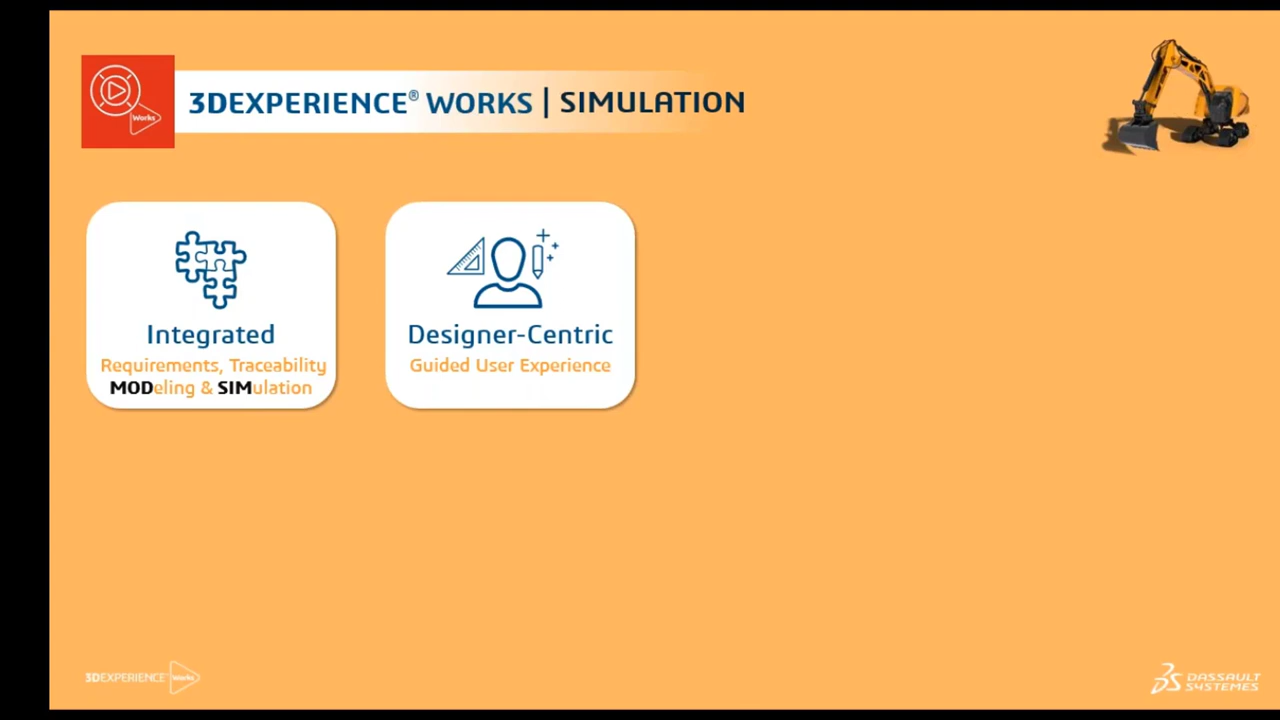 Works
3DEXPERIENCE® WORKS | SIMULATION
Integrated
Requirements, Traceability
MODeling & SIMulation
Designer-Centric
Guided User Experience
3DEXPERIENCE Works
DASSAULT
SYSTEMES